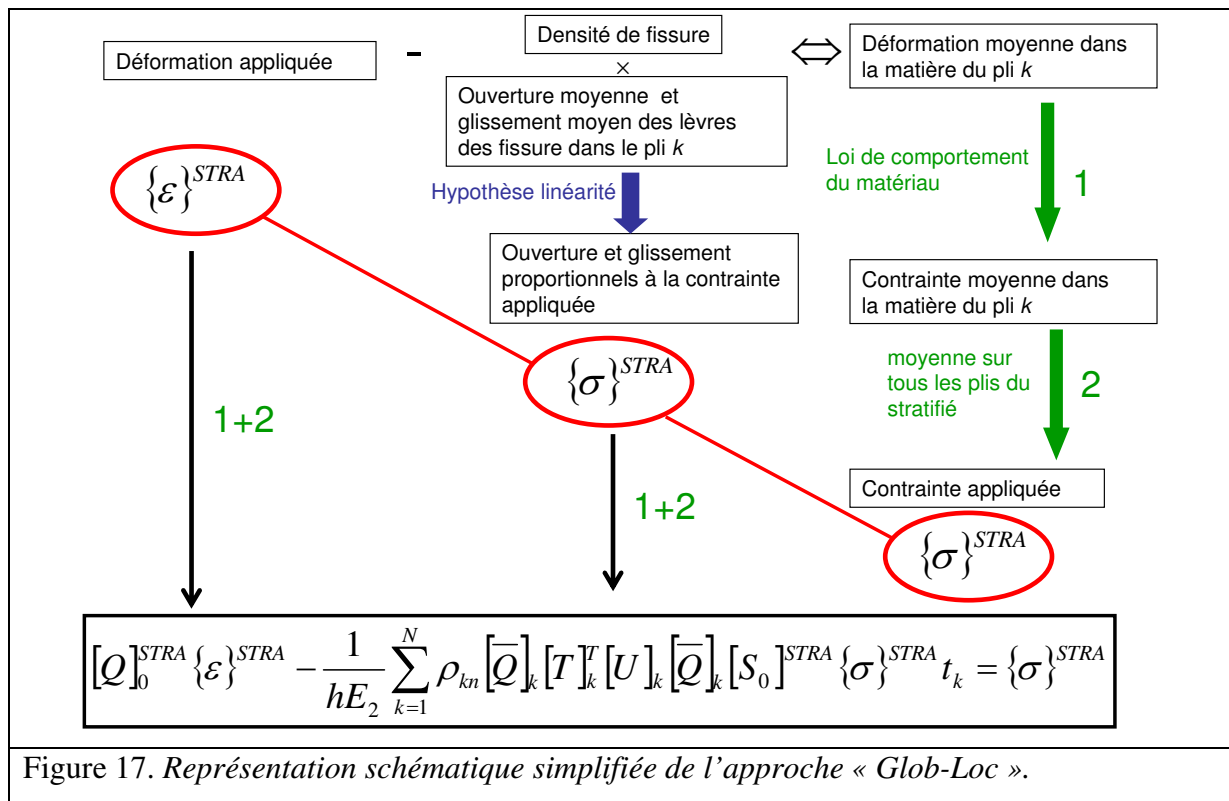 Déformation appliquée
-
Densité de fissure
×
Ouverture moyenne et
glissement moyen des lèvres
des fissure dans le pli k
⇔
Déformation moyenne dans
la matière du pli k
{ε}^STRA
Hypothèse linéarité
Loi de comportement
du matériau
1
Ouverture et glissement
proportionnels à la contrainte
appliquée
Contrainte moyenne dans
la matière du pli k
{σ}^STRA
moyenne sur
tous les plis du
stratifié
2
1+2
1+2
Contrainte appliquée
{σ}^STRA
[Q]_0^STRA {ε}^STRA − 1/(hE_2) ∑_{k=1}^{N} ρ_{kn} [Q̅]_k [T]_k^T [U]_k [Q̅]_k [S_0]^STRA {σ}^STRA t_k = {σ}^STRA
Figure 17. Représentation schématique simplifiée de l’approche « Glob-Loc ».